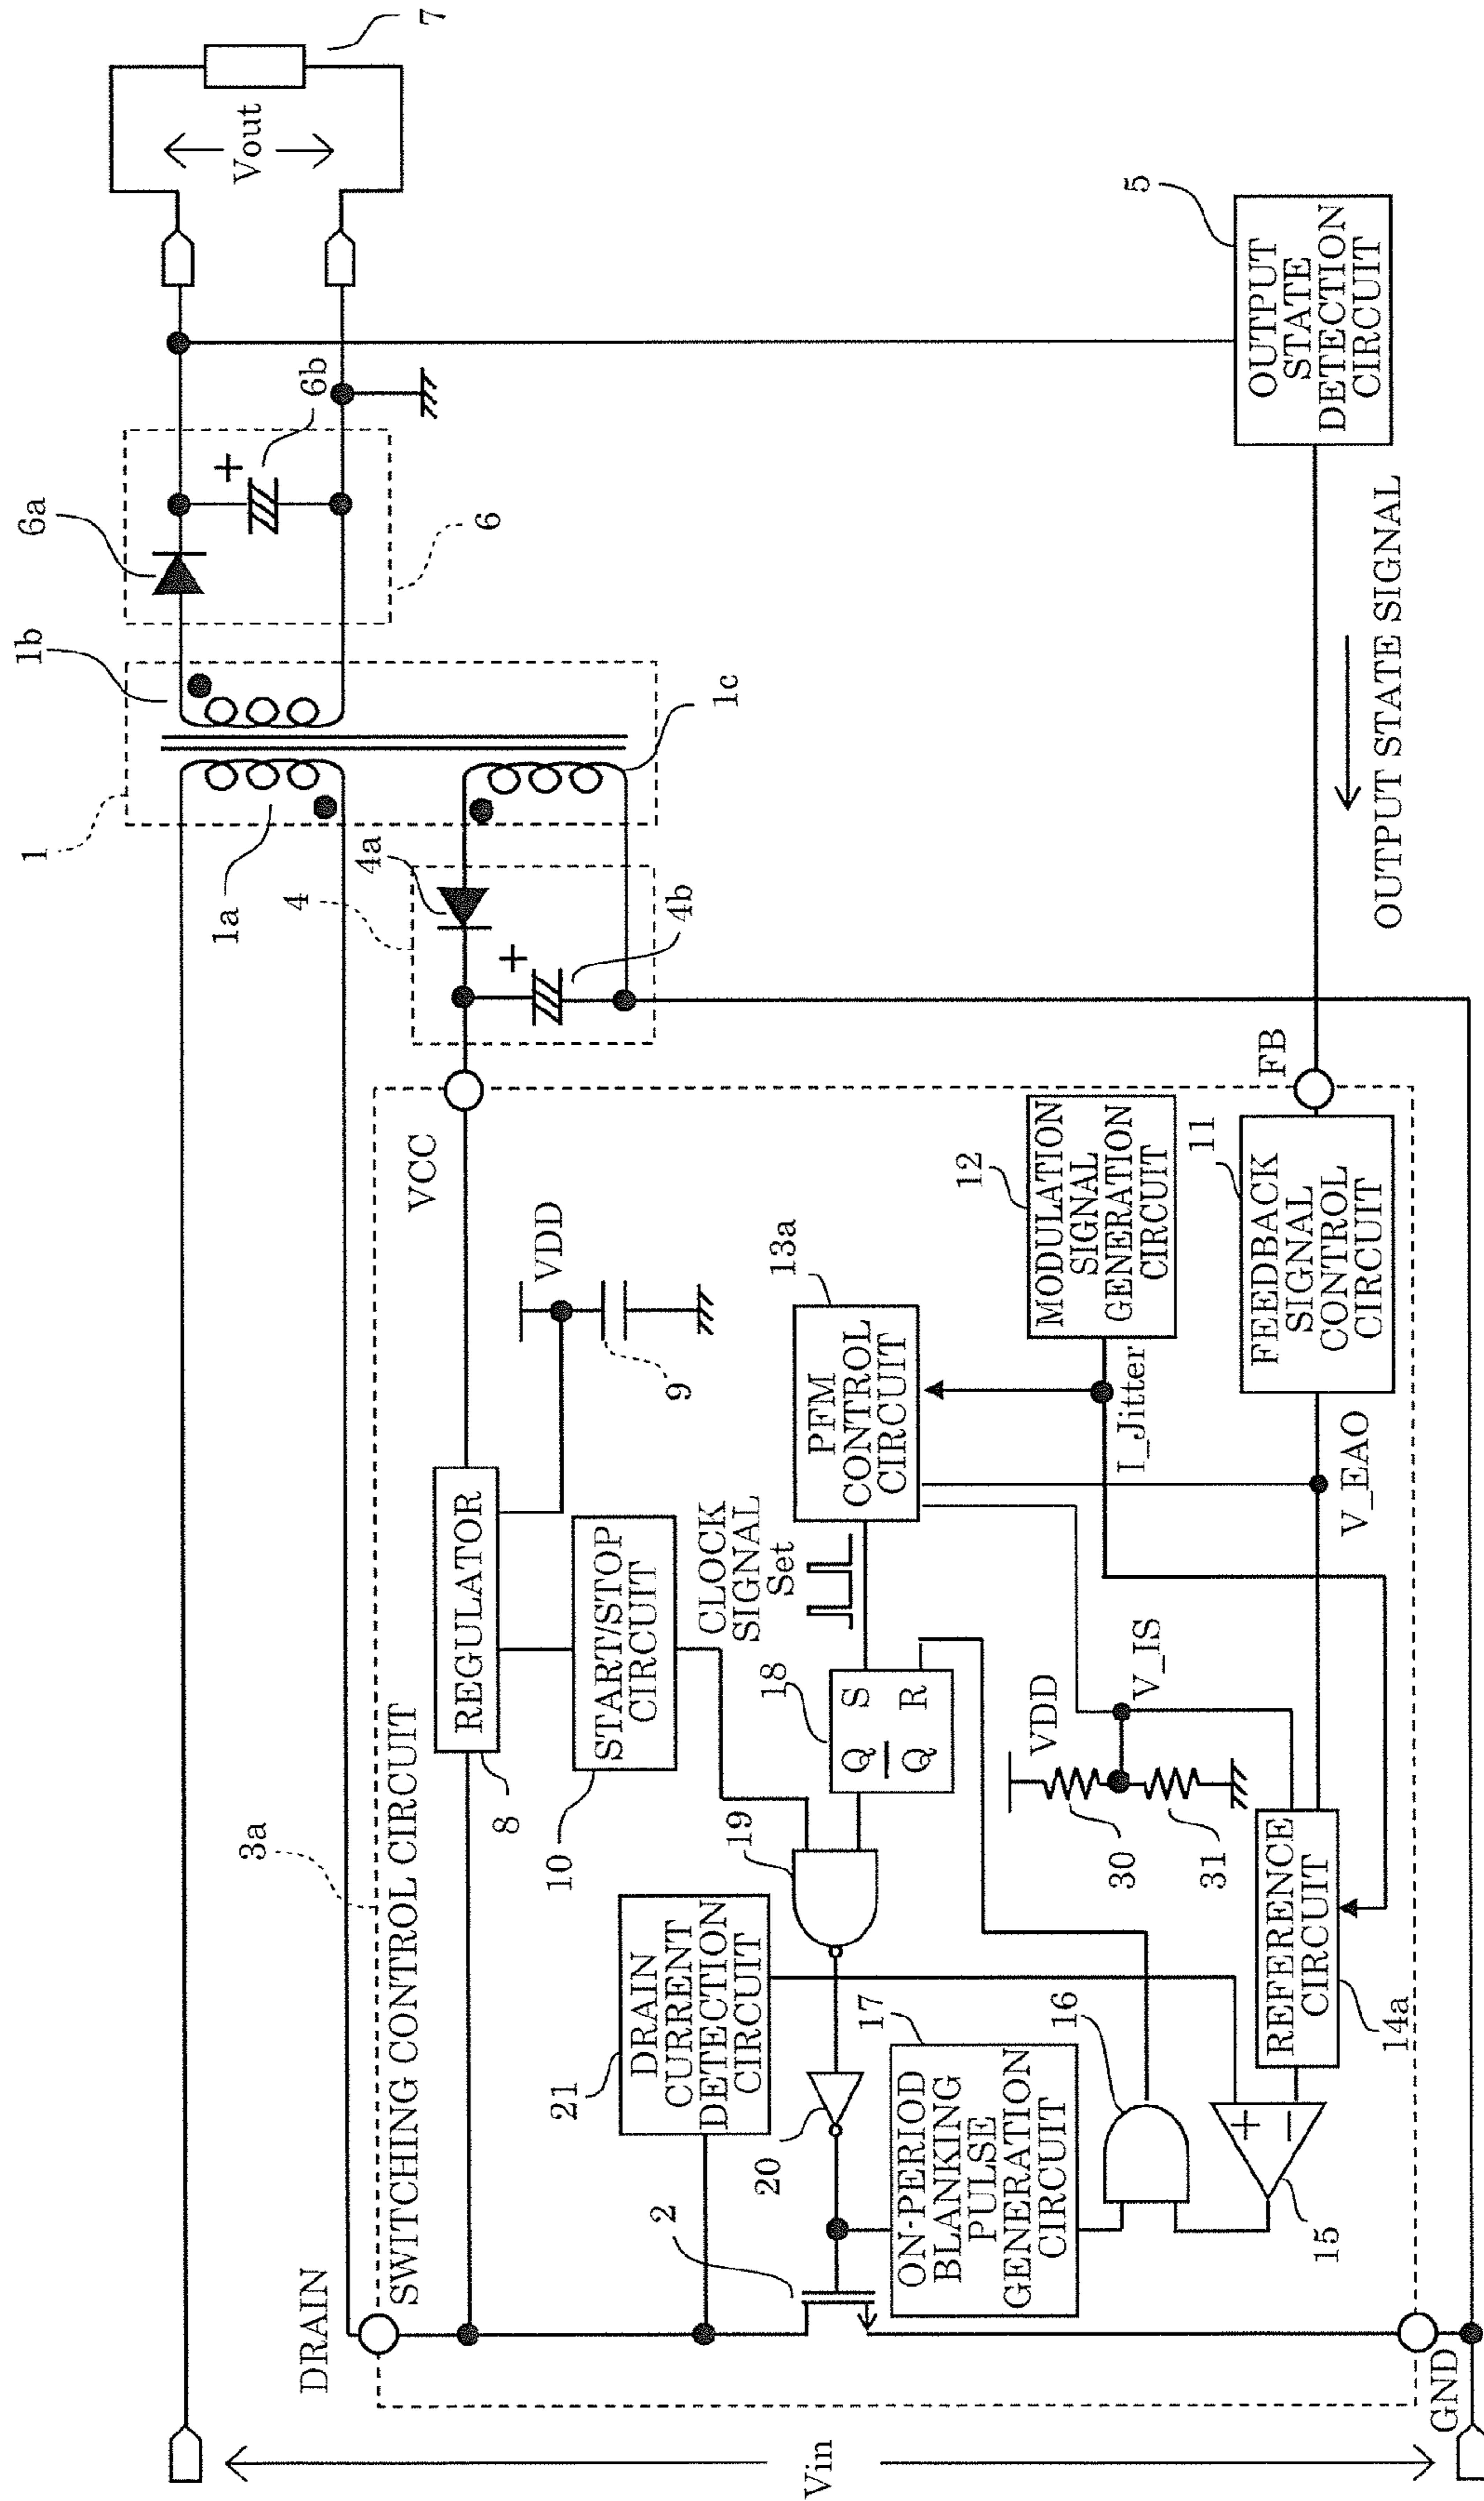 1
1a
1b
1c
6a
6b
6
7
Vout
4
4a
4b
3a
DRAIN
SWITCHING CONTROL CIRCUIT
VCC
REGULATOR
8
VDD
9
START/STOP
CIRCUIT
10
21
DRAIN
CURRENT
DETECTION
CIRCUIT
19
20
2
CLOCK
SIGNAL
Set
18
Q
S
Q
R
13a
PFM
CONTROL
CIRCUIT
12
MODULATION
SIGNAL
GENERATION
CIRCUIT
I_Jitter
17
ON-PERIOD
BLANKING
PULSE
GENERATION
CIRCUIT
16
VDD
V_IS
30
31
11
FEEDBACK
SIGNAL
CONTROL
CIRCUIT
FB
V_EAO
REFERENCE
CIRCUIT
14a
15
5
OUTPUT
STATE
DETECTION
CIRCUIT
OUTPUT STATE SIGNAL
Vin
GND